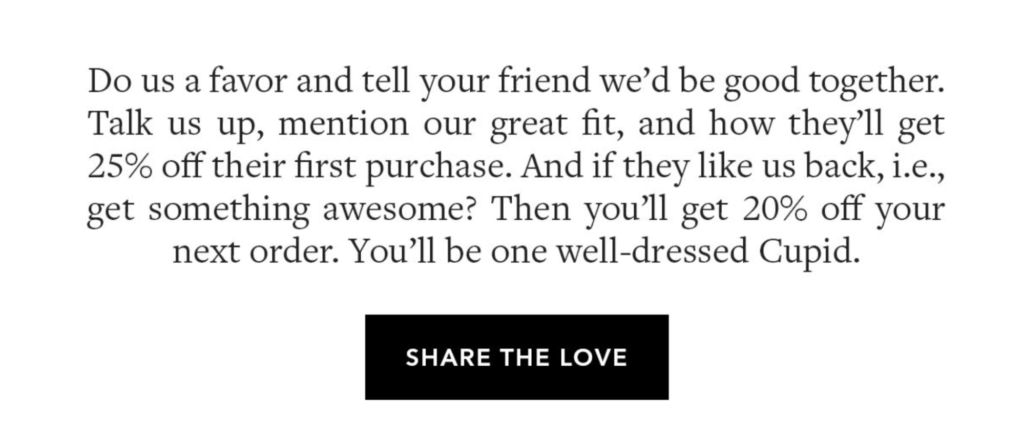 Do us a favor and tell your friend we’d be good together.
Talk us up, mention our great fit, and how they’ll get
25% off their first purchase. And if they like us back, i.e.,
get something awesome? Then you’ll get 20% off your
next order. You’ll be one well-dressed Cupid.
SHARE THE LOVE